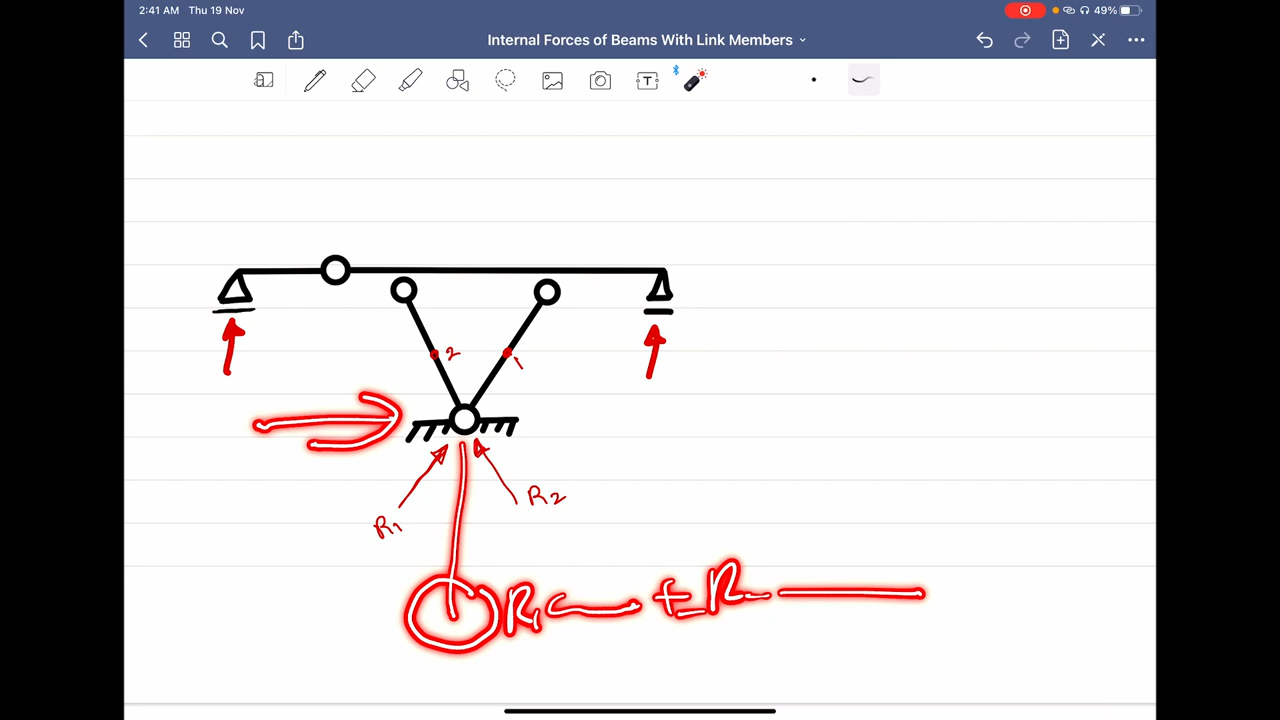 2:41 AM Thu 19 Nov
49%
Internal Forces of Beams With Link Members
T
2
1
R1
R2
R1 + R